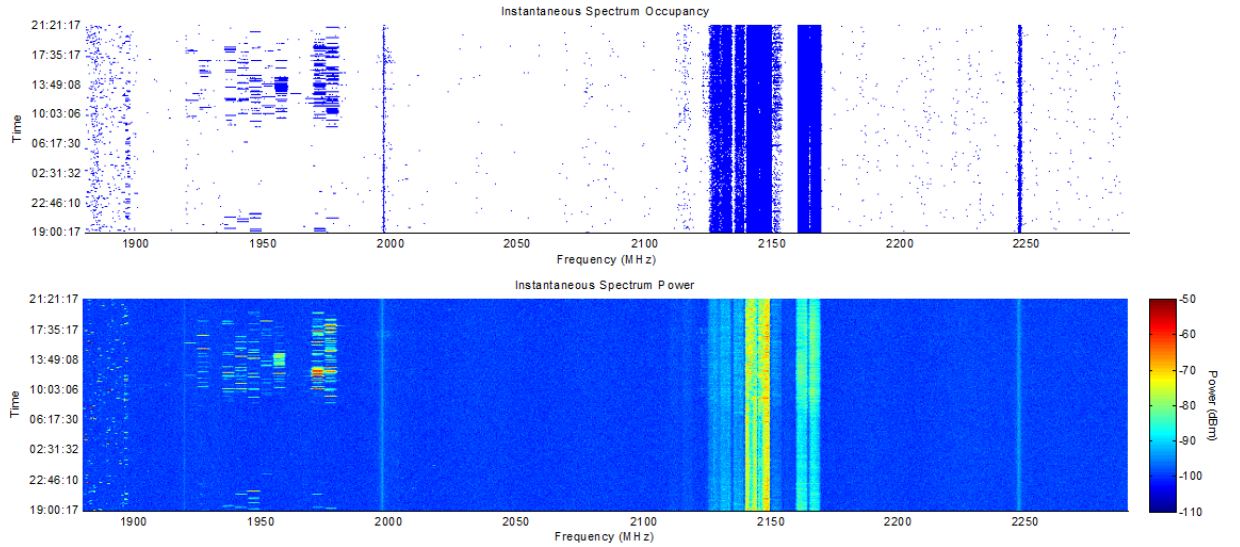 Instantaneous Spectrum Occupancy
21:21:17
17:35:17
13:49:08
10:03:06
06:17:30
02:31:32
22:46:10
19:00:17
Time
1900 1950 2000 2050 2100 2150 2200 2250
Frequency (MHz)
Instantaneous Spectrum Power
21:21:17
17:35:17
13:49:08
10:03:06
06:17:30
02:31:32
22:46:10
19:00:17
Time
1900 1950 2000 2050 2100 2150 2200 2250
Frequency (MHz)
-50
-60
-70
-80
-90
-100
-110
Power (dBm)